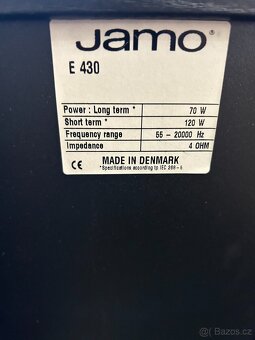 Jamo®
E 430
Power : Long term * 70 W
Short term * 120 W
Frequency range 55 - 20000 Hz
Impedance 4 OHM
CE MADE IN DENMARK
*Specifications according to IEC 268 - 5
Bazoš.cz